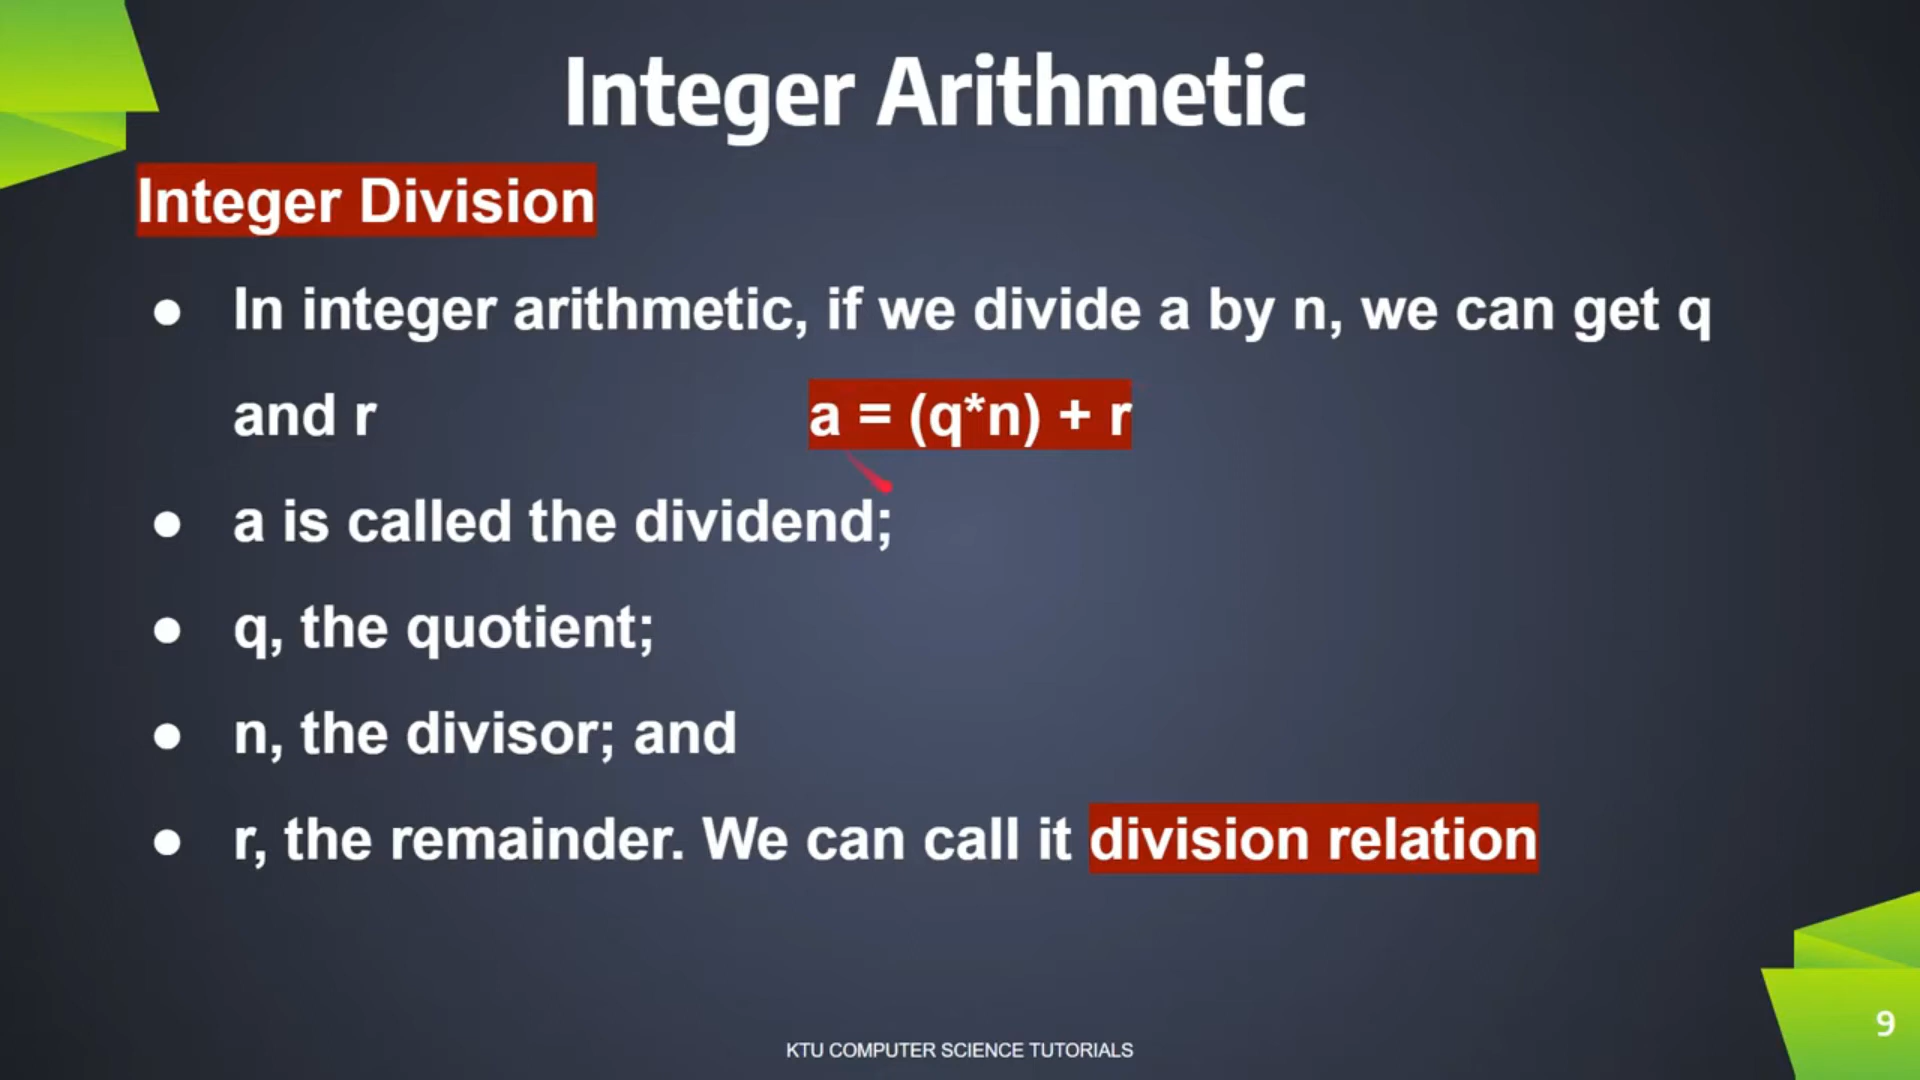 Integer Arithmetic
Integer Division
● In integer arithmetic, if we divide a by n, we can get q
and r a = (q*n) + r
● a is called the dividend;
● q, the quotient;
● n, the divisor; and
● r, the remainder. We can call it division relation
9
KTU COMPUTER SCIENCE TUTORIALS